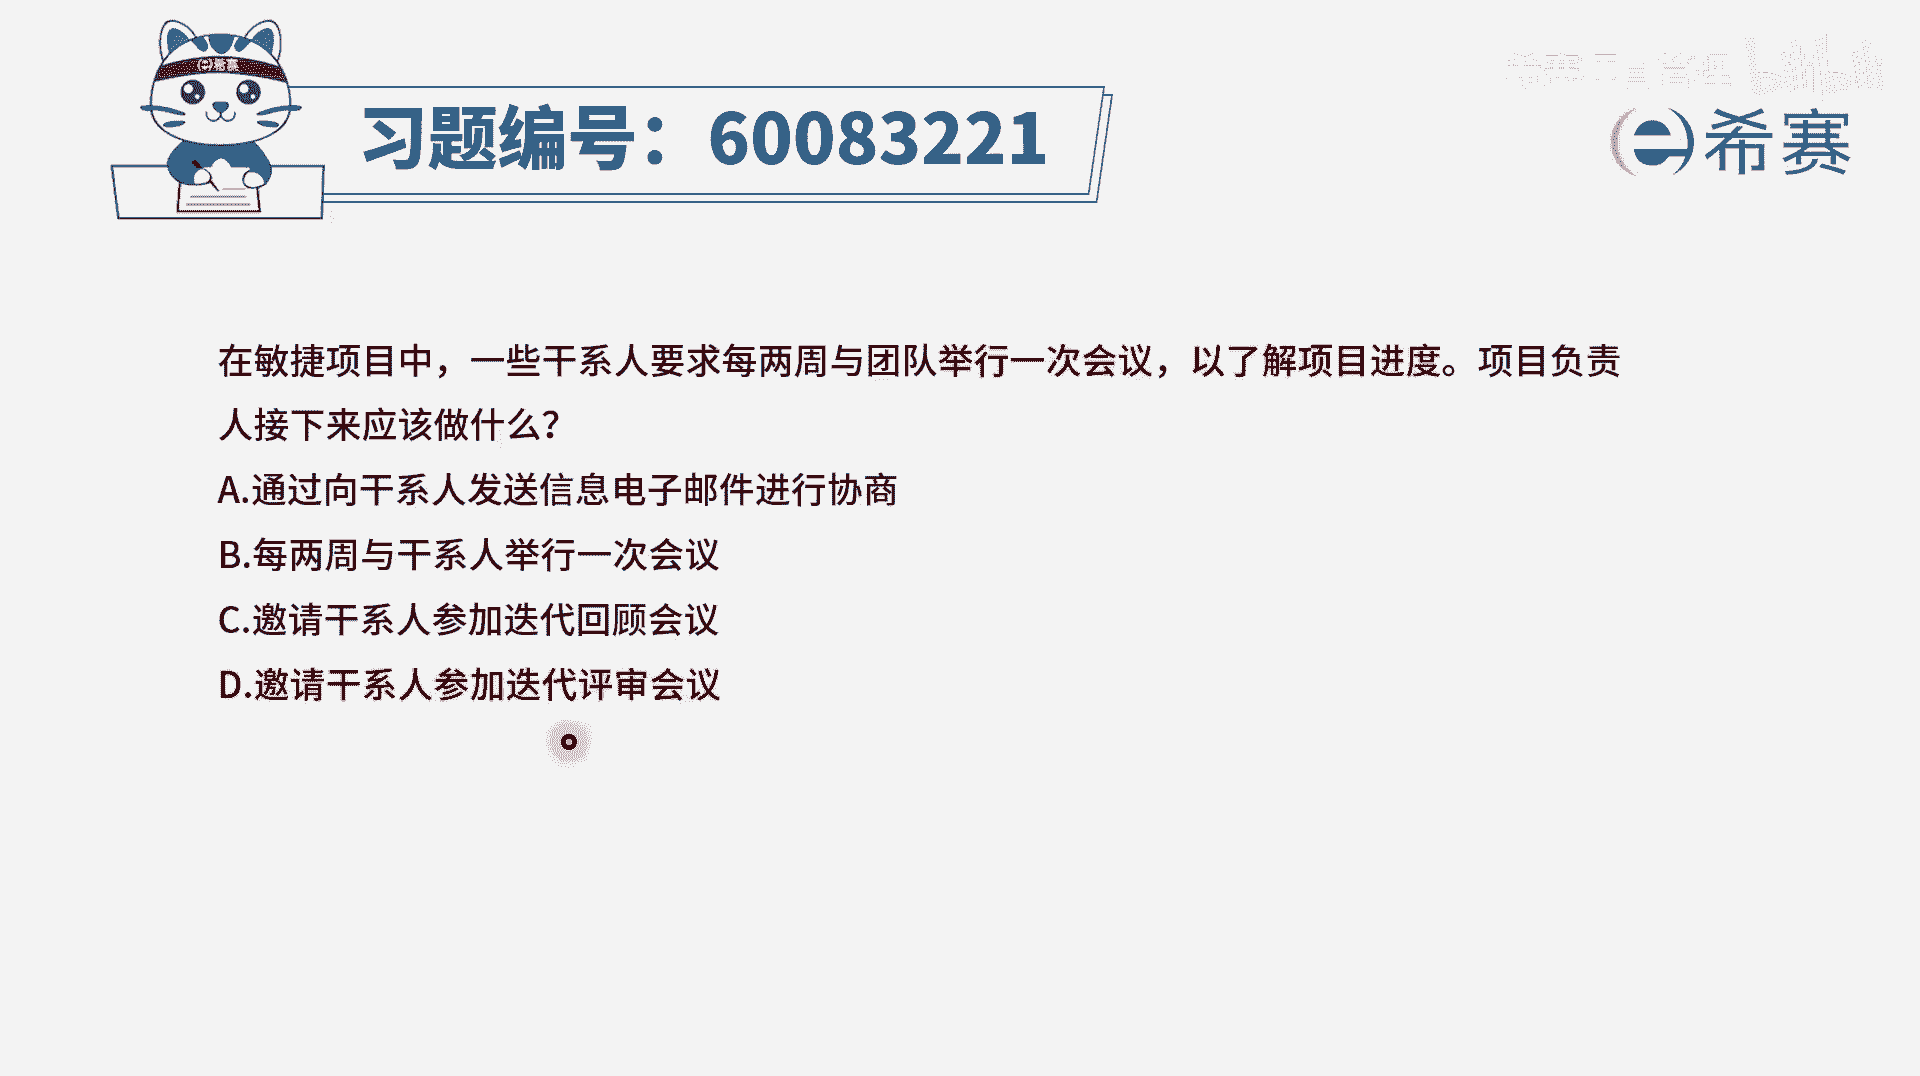 希赛
习题编号：60083221
希赛
在敏捷项目中，一些干系人要求每两周与团队举行一次会议，以了解项目进度。项目负责
人接下来应该做什么？
A.通过向干系人发送信息电子邮件进行协商
B.每两周与干系人举行一次会议
C.邀请干系人参加迭代回顾会议
D.邀请干系人参加迭代评审会议